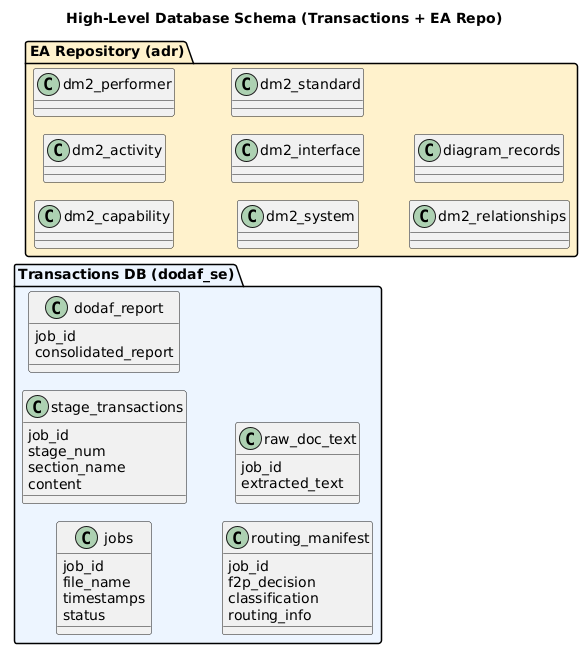 High-Level Database Schema (Transactions + EA Repo)
EA Repository (adr)
C dm2_performer
C dm2_standard
C dm2_activity
C dm2_interface
C diagram_records
C dm2_capability
C dm2_system
C dm2_relationships
Transactions DB (dodaf_se)
C dodaf_report
job_id
consolidated_report
C stage_transactions
job_id
stage_num
section_name
content
C raw_doc_text
job_id
extracted_text
C jobs
job_id
file_name
timestamps
status
C routing_manifest
job_id
f2p_decision
classification
routing_info